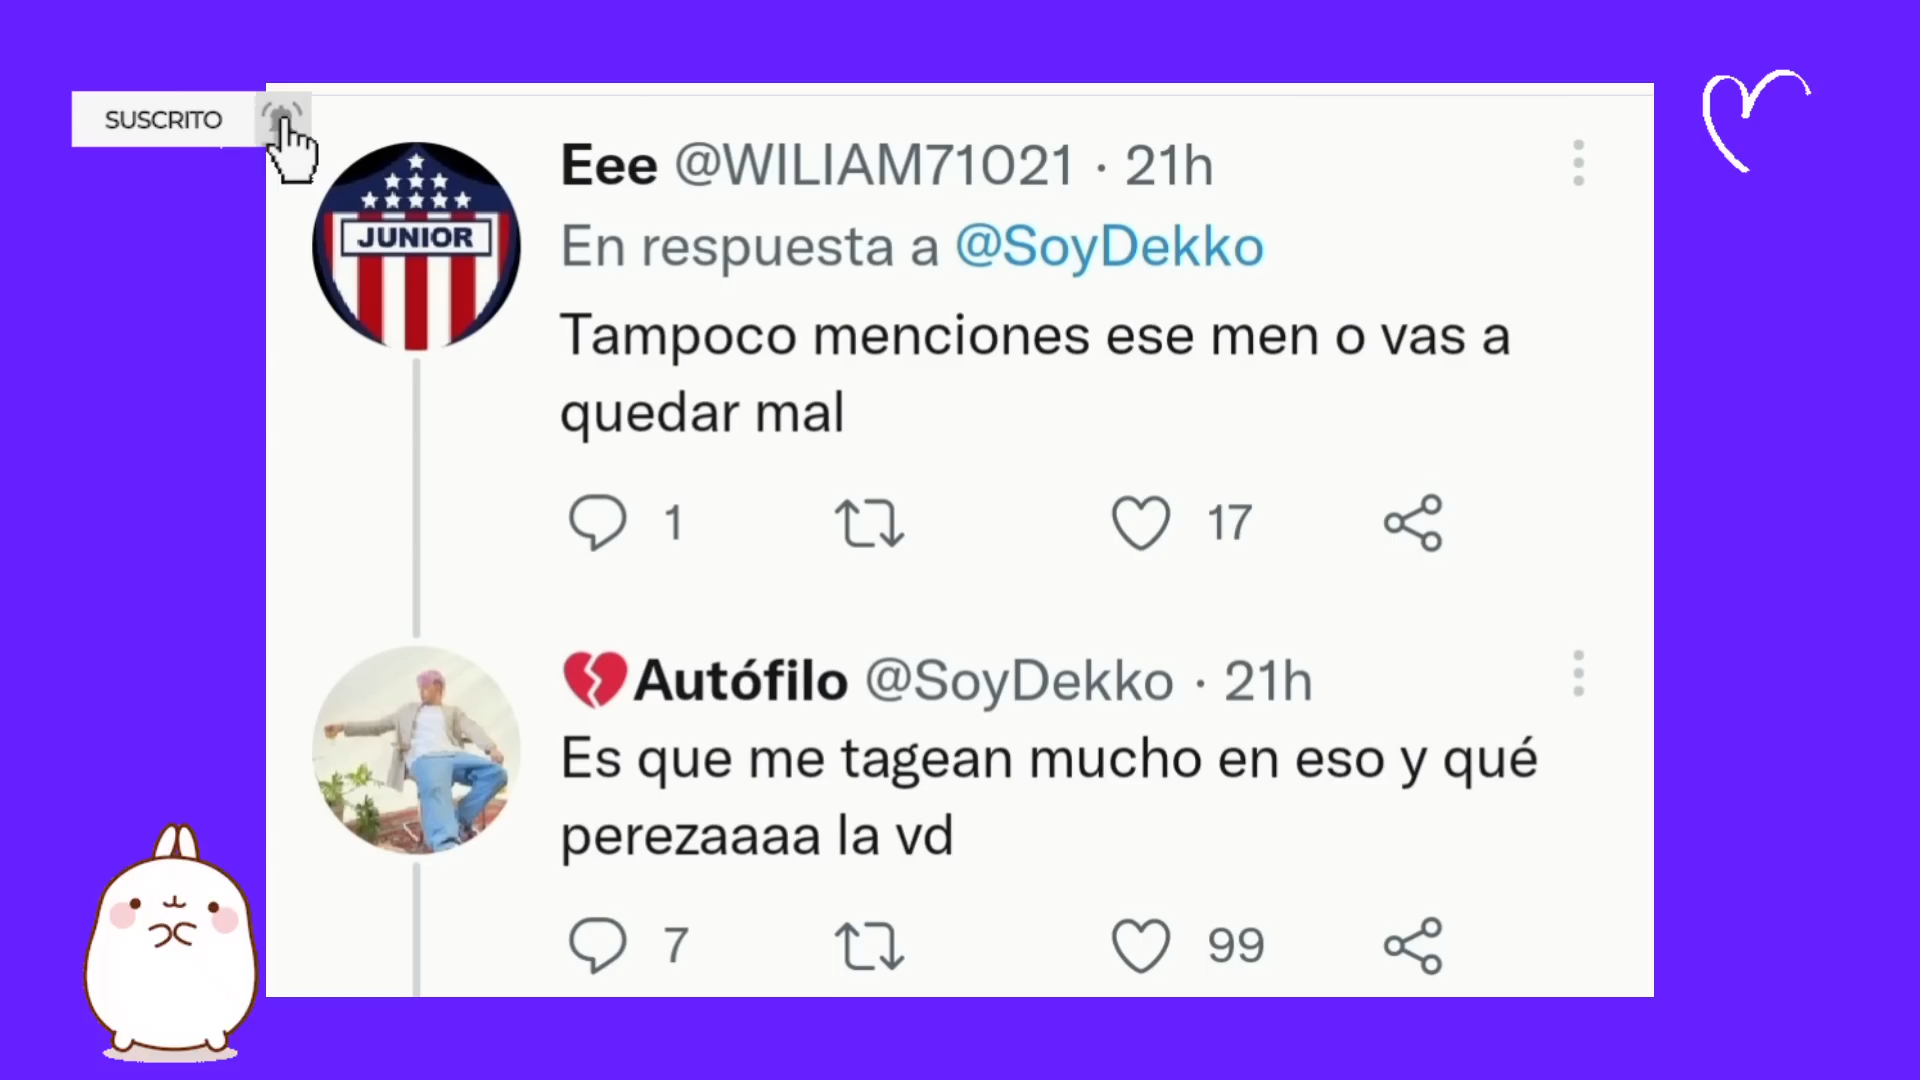 SUSCRITO
Eee @WILIAM71021 · 21h
JUNIOR
En respuesta a @SoyDekko
Tampoco menciones ese men o vas a
quedar mal
1 17
💔Autófilo @SoyDekko · 21h
Es que me tagean mucho en eso y qué
perezaaaa la vd
7 99